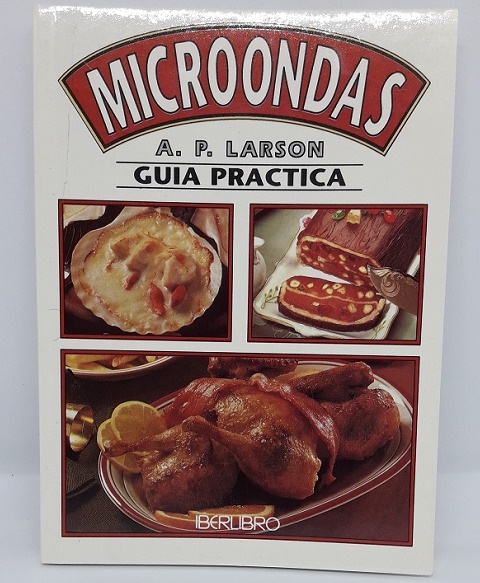 MICROONDAS
A. P. LARSON
GUIA PRACTICA
IBERLIBRO